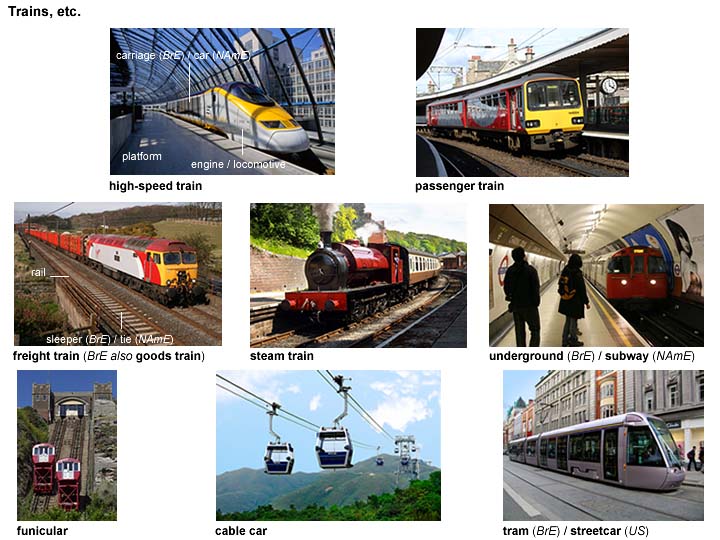 Trains, etc.
carriage (BrE) / car (NAmE)
platform
engine / locomotive
high-speed train
passenger train
rail
sleeper (BrE) / tie (NAmE)
freight train (BrE also goods train)
steam train
underground (BrE) / subway (NAmE)
funicular
cable car
tram (BrE) / streetcar (US)